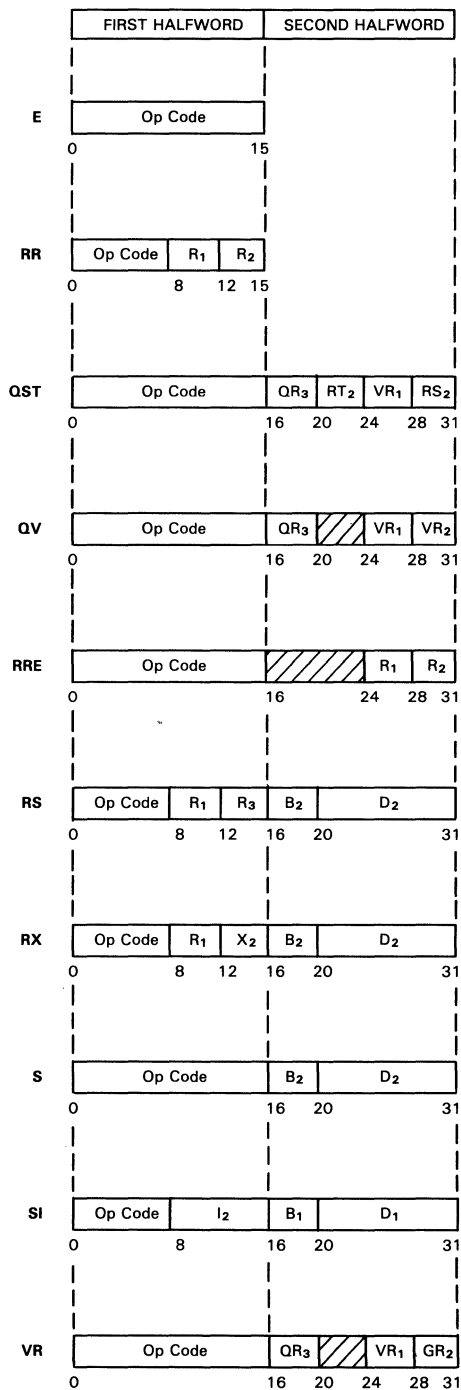 FIRST HALFWORD SECOND HALFWORD
E Op Code
0 15
RR Op Code R₁ R₂
0 8 12 15
QST Op Code QR₃ RT₂ VR₁ RS₂
0 16 20 24 28 31
QV Op Code QR₃ VR₁ VR₂
0 16 20 24 28 31
RRE Op Code R₁ R₂
0 16 24 28 31
RS Op Code R₁ R₃ B₂ D₂
0 8 12 16 20 31
RX Op Code R₁ X₂ B₂ D₂
0 8 12 16 20 31
S Op Code B₂ D₂
0 16 20 31
SI Op Code I₂ B₁ D₁
0 8 16 20 31
VR Op Code QR₃ VR₁ GR₂
0 16 20 24 28 31